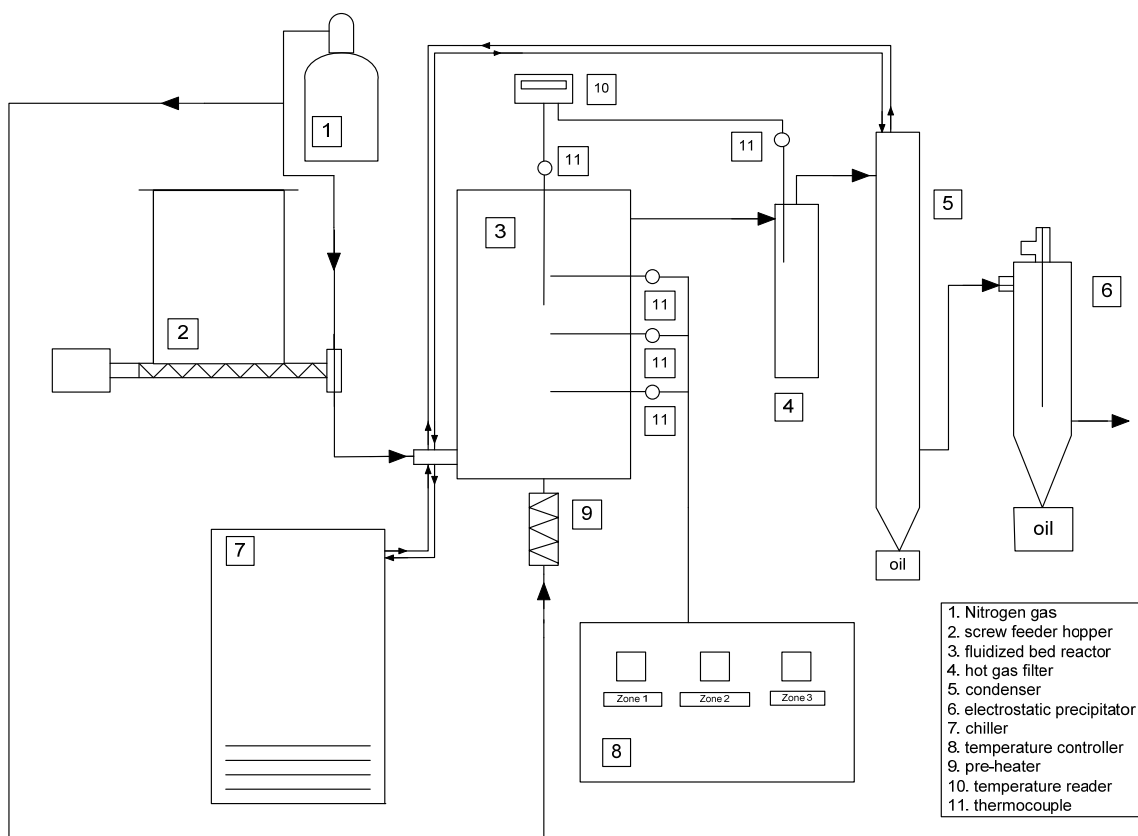 1
10
11
11
5
3
6
11
2
11
4
11
9
7
oil
oil
Zone 1
Zone 2
Zone 3
8
1. Nitrogen gas
2. screw feeder hopper
3. fluidized bed reactor
4. hot gas filter
5. condenser
6. electrostatic precipitator
7. chiller
8. temperature controller
9. pre-heater
10. temperature reader
11. thermocouple